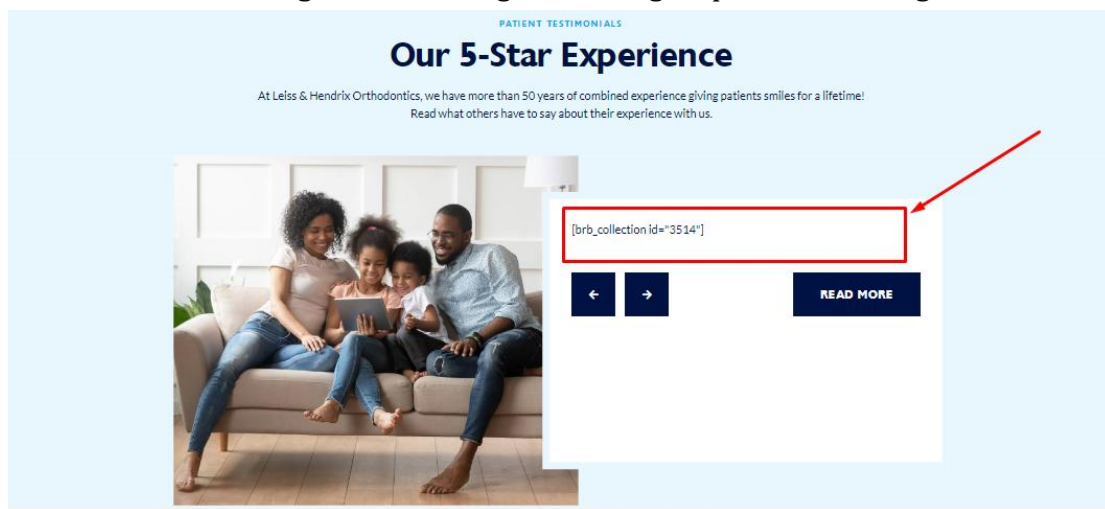 PATIENT TESTIMONIALS
Our 5-Star Experience
At Leiss & Hendrix Orthodontics, we have more than 50 years of combined experience giving patients smiles for a lifetime!
Read what others have to say about their experience with us.
[brb_collection id="3514"]
READ MORE